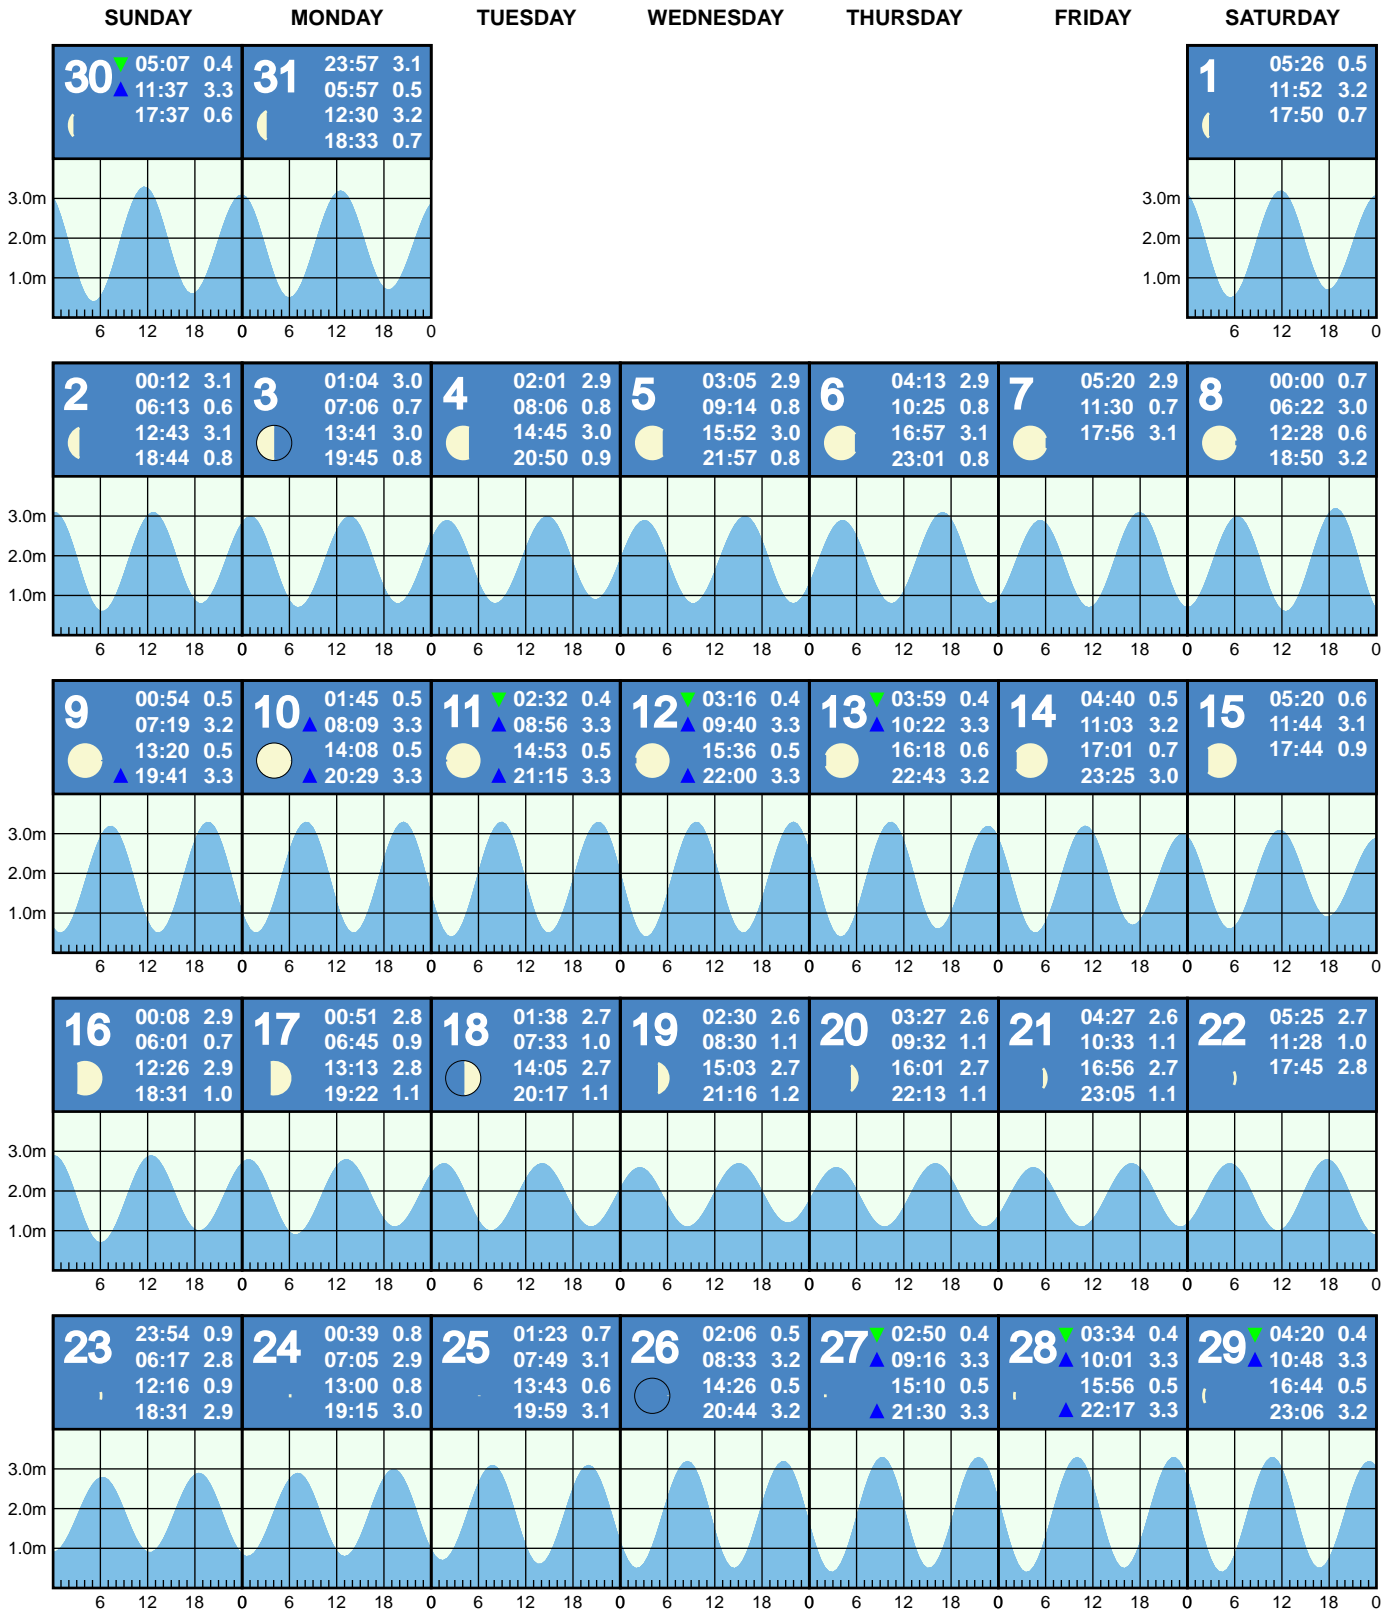 SUNDAY MONDAY TUESDAY WEDNESDAY THURSDAY FRIDAY SATURDAY
30 05:07 0.4
11:37 3.3
17:37 0.6
31 23:57 3.1
05:57 0.5
12:30 3.2
18:33 0.7
1 05:26 0.5
11:52 3.2
17:50 0.7
3.0m 3.0m
2.0m 2.0m
1.0m 1.0m
6 12 18 0 0 6 12 18 0 6 12 18 0
2 00:12 3.1
06:13 0.6
12:43 3.1
18:44 0.8
3 01:04 3.0
07:06 0.7
13:41 3.0
19:45 0.8
4 02:01 2.9
08:06 0.8
14:45 3.0
20:50 0.9
5 03:05 2.9
09:14 0.8
15:52 3.0
21:57 0.8
6 04:13 2.9
10:25 0.8
16:57 3.1
23:01 0.8
7 05:20 2.9
11:30 0.7
17:56 3.1
8 00:00 0.7
06:22 3.0
12:28 0.6
18:50 3.2
3.0m
2.0m
1.0m
6 12 18 0 0 6 12 18 0 0 6 12 18 0 0 6 12 18 0 0 6 12 18 0 0 6 12 18 0 0 6 12 18 0
9 00:54 0.5
07:19 3.2
13:20 0.5
19:41 3.3
10 01:45 0.5
08:09 3.3
14:08 0.5
20:29 3.3
11 02:32 0.4
08:56 3.3
14:53 0.5
21:15 3.3
12 03:16 0.4
09:40 3.3
15:36 0.5
22:00 3.3
13 03:59 0.4
10:22 3.3
16:18 0.6
22:43 3.2
14 04:40 0.5
11:03 3.2
17:01 0.7
23:25 3.0
15 05:20 0.6
11:44 3.1
17:44 0.9
3.0m
2.0m
1.0m
6 12 18 0 0 6 12 18 0 0 6 12 18 0 0 6 12 18 0 0 6 12 18 0 0 6 12 18 0 0 6 12 18 0
16 00:08 2.9
06:01 0.7
12:26 2.9
18:31 1.0
17 00:51 2.8
06:45 0.9
13:13 2.8
19:22 1.1
18 01:38 2.7
07:33 1.0
14:05 2.7
20:17 1.1
19 02:30 2.6
08:30 1.1
15:03 2.7
21:16 1.2
20 03:27 2.6
09:32 1.1
16:01 2.7
22:13 1.1
21 04:27 2.6
10:33 1.1
16:56 2.7
23:05 1.1
22 05:25 2.7
11:28 1.0
17:45 2.8
3.0m
2.0m
1.0m
6 12 18 0 0 6 12 18 0 0 6 12 18 0 0 6 12 18 0 0 6 12 18 0 0 6 12 18 0 0 6 12 18 0
23 23:54 0.9
06:17 2.8
12:16 0.9
18:31 2.9
24 00:39 0.8
07:05 2.9
13:00 0.8
19:15 3.0
25 01:23 0.7
07:49 3.1
13:43 0.6
19:59 3.1
26 02:06 0.5
08:33 3.2
14:26 0.5
20:44 3.2
27 02:50 0.4
09:16 3.3
15:10 0.5
21:30 3.3
28 03:34 0.4
10:01 3.3
15:56 0.5
22:17 3.3
29 04:20 0.4
10:48 3.3
16:44 0.5
23:06 3.2
3.0m
2.0m
1.0m
6 12 18 0 0 6 12 18 0 0 6 12 18 0 0 6 12 18 0 0 6 12 18 0 0 6 12 18 0 0 6 12 18 0